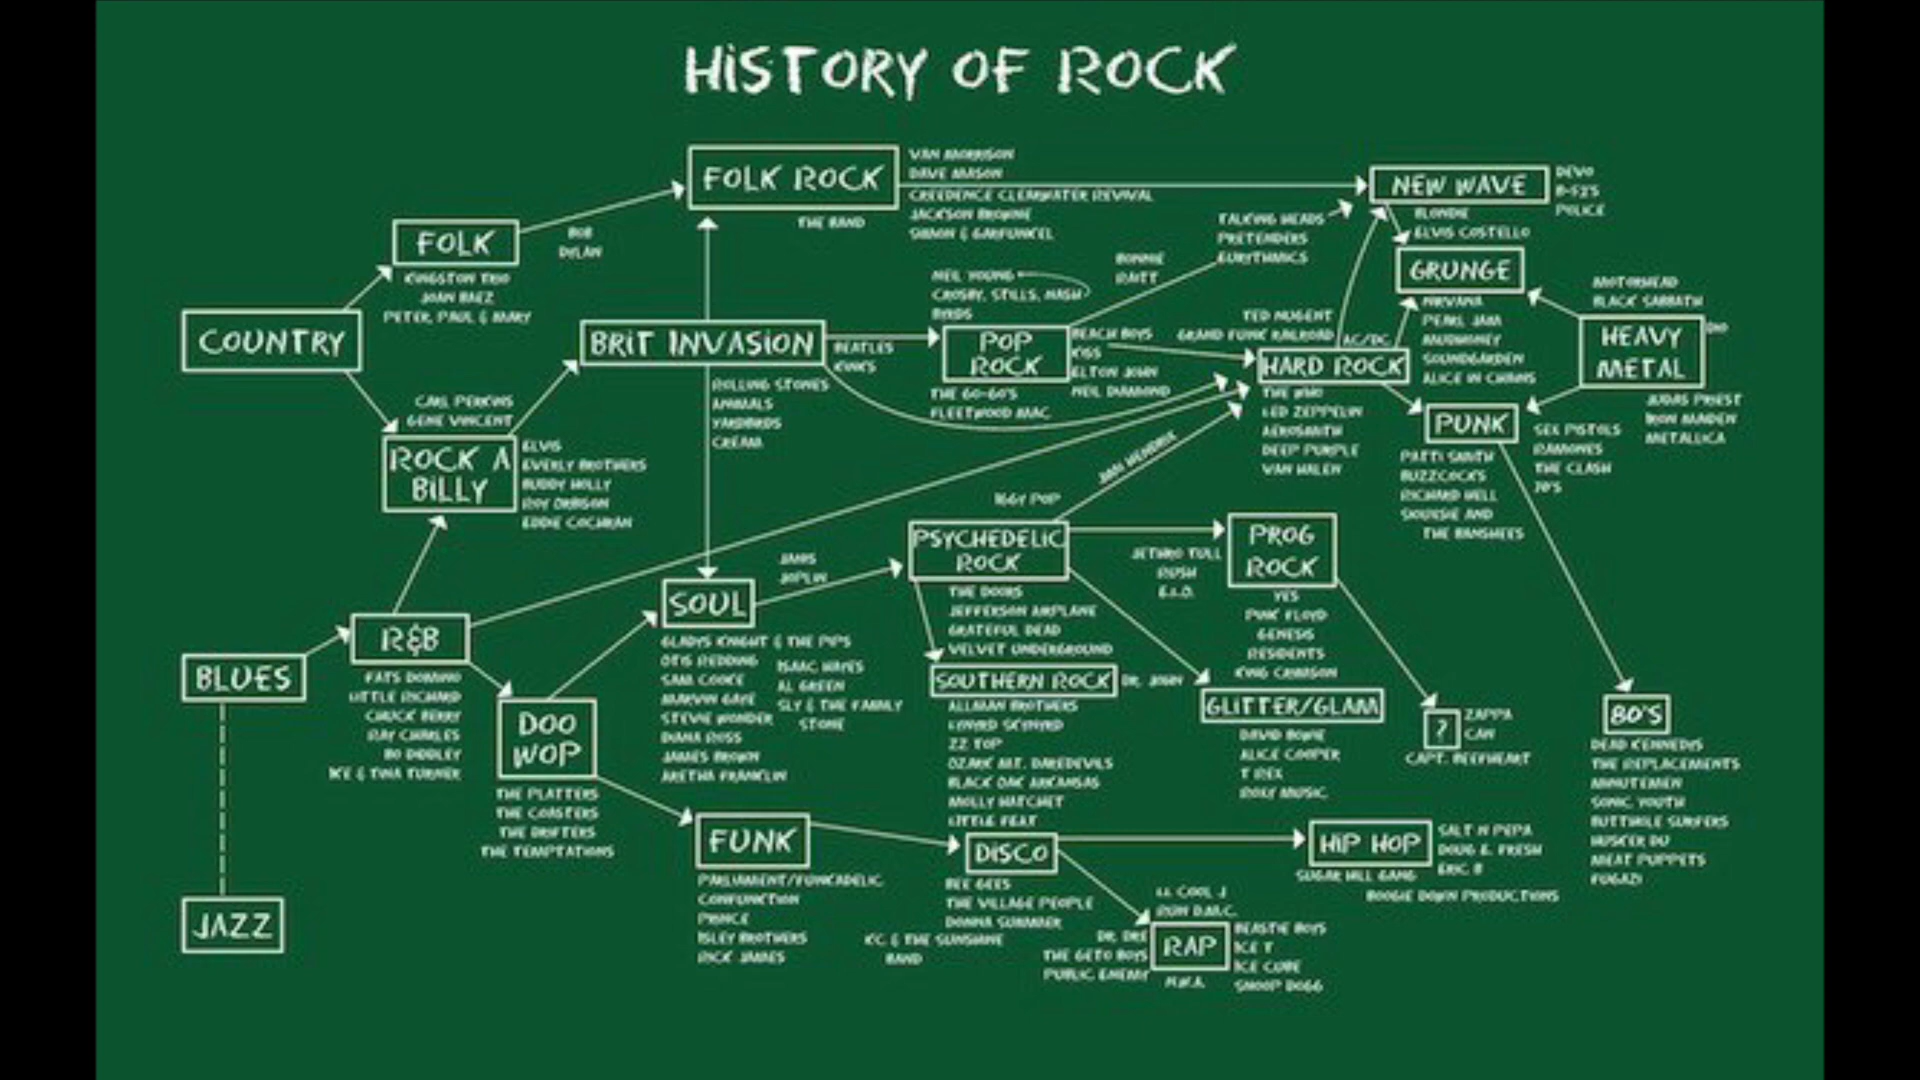 HISTORY OF ROCK
FOLK ROCK
VAN MORRISON
DAVE MASON
CREEDENCE CLEARWATER REVIVAL
JACKSON BROWNE
SIMON & GARFUNKEL
THE BAND
NEW WAVE
DEVO
B-52'S
POLICE
BLONDIE
ELVIS COSTELLO
TALKING HEADS
PRETENDERS
EURYTHMICS
FOLK
BOB
DYLAN
KINGSTON TRIO
JOAN BAEZ
PETER, PAUL & MARY
BONNIE
RAITT
GRUNGE
NIRVANA
PEARL JAM
MUDHONEY
SOUNDGARDEN
ALICE IN CHAINS
MOTORHEAD
BLACK SABBATH
HEAVY
METAL
DIO
JUDAS PRIEST
IRON MAIDEN
METALLICA
COUNTRY
BRIT INVASION
BEATLES
KINKS
ROLLING STONES
ANIMALS
YARDBIRDS
CREAM
NEIL YOUNG
CROSBY, STILLS, NASH
BYRDS
POP
ROCK
BEACH BOYS
KISS
ELTON JOHN
NEIL DIAMOND
THE GO-GO'S
FLEETWOOD MAC
TED NUGENT
GRAND FUNK RAILROAD
AC/DC
HARD ROCK
THE WHO
LED ZEPPELIN
AEROSMITH
DEEP PURPLE
VAN HALEN
PUNK
SEX PISTOLS
RAMONES
THE CLASH
70'S
PATTI SMITH
BUZZCOCKS
RICHARD HELL
SIOUXSIE AND
THE BANSHEES
CARL PERKINS
GENE VINCENT
ROCK A
BILLY
ELVIS
EVERLY BROTHERS
BUDDY HOLLY
ROY ORBISON
EDDIE COCHRAN
JIMI HENDRIX
IGGY POP
PSYCHEDELIC
ROCK
THE DOORS
JEFFERSON AIRPLANE
GRATEFUL DEAD
VELVET UNDERGROUND
JETHRO TULL
RUSH
E.L.O.
PROG
ROCK
YES
PINK FLOYD
GENESIS
RESIDENTS
KING CRIMSON
JANIS
JOPLIN
SOUL
GLADYS KNIGHT & THE PIPS
OTIS REDDING
SAM COOKE
MARVIN GAYE
STEVIE WONDER
DIANA ROSS
JAMES BROWN
ARETHA FRANKLIN
ISAAC HAYES
AL GREEN
SLY & THE FAMILY
STONE
R&B
FATS DOMINO
LITTLE RICHARD
CHUCK BERRY
RAY CHARLES
BO DIDDLEY
IKE & TINA TURNER
BLUES
DOO
WOP
THE PLATTERS
THE COASTERS
THE DRIFTERS
THE TEMPTATIONS
SOUTHERN ROCK
DR. JOHN
ALLMAN BROTHERS
LYNYRD SKYNYRD
ZZ TOP
OZARK MT. DAREDEVILS
BLACK OAK ARKANSAS
MOLLY HATCHET
LITTLE FEAT
GLITTER/GLAM
DAVID BOWIE
ALICE COOPER
T REX
ROXY MUSIC
?
ZAPPA
CAN
CAPT. BEEFHEART
80'S
DEAD KENNEDYS
THE REPLACEMENTS
MINUTEMEN
SONIC YOUTH
BUTTHOLE SURFERS
HUSKER DU
MEAT PUPPETS
FUGAZI
FUNK
PARLIAMENT/FUNKADELIC
CONFUNCTION
PRINCE
ISLEY BROTHERS
RICK JAMES
DISCO
BEE GEES
THE VILLAGE PEOPLE
DONNA SUMMER
KC & THE SUNSHINE
BAND
HIP HOP
SALT N PEPA
DOUG E. FRESH
ERIC B
SUGAR HILL GANG
BOOGIE DOWN PRODUCTIONS
LL COOL J
RUN D.M.C.
DR. DRE
THE GETO BOYS
PUBLIC ENEMY
RAP
BEASTIE BOYS
ICE T
ICE CUBE
SNOOP DOGG
N.W.A.
JAZZ